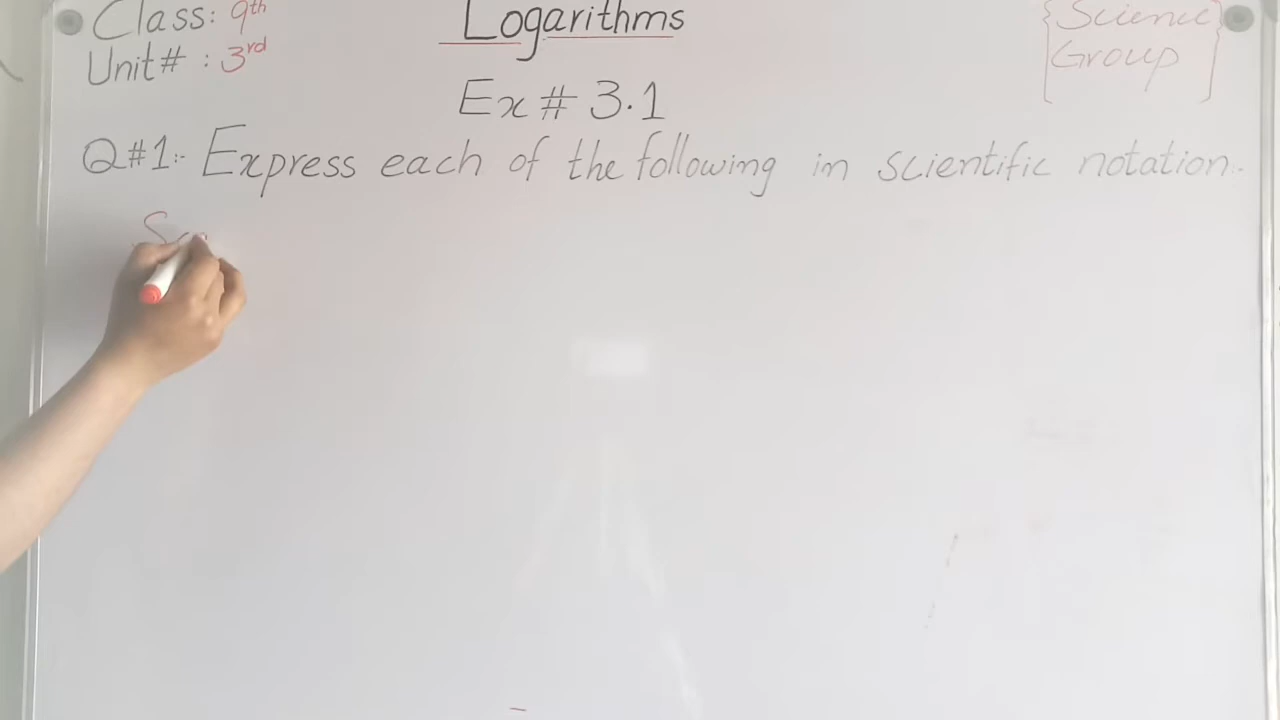 Class: 9th
Unit# : 3rd
Logarithms
{Science
Group}
Ex # 3.1
Q#1:- Express each of the following in scientific notation.